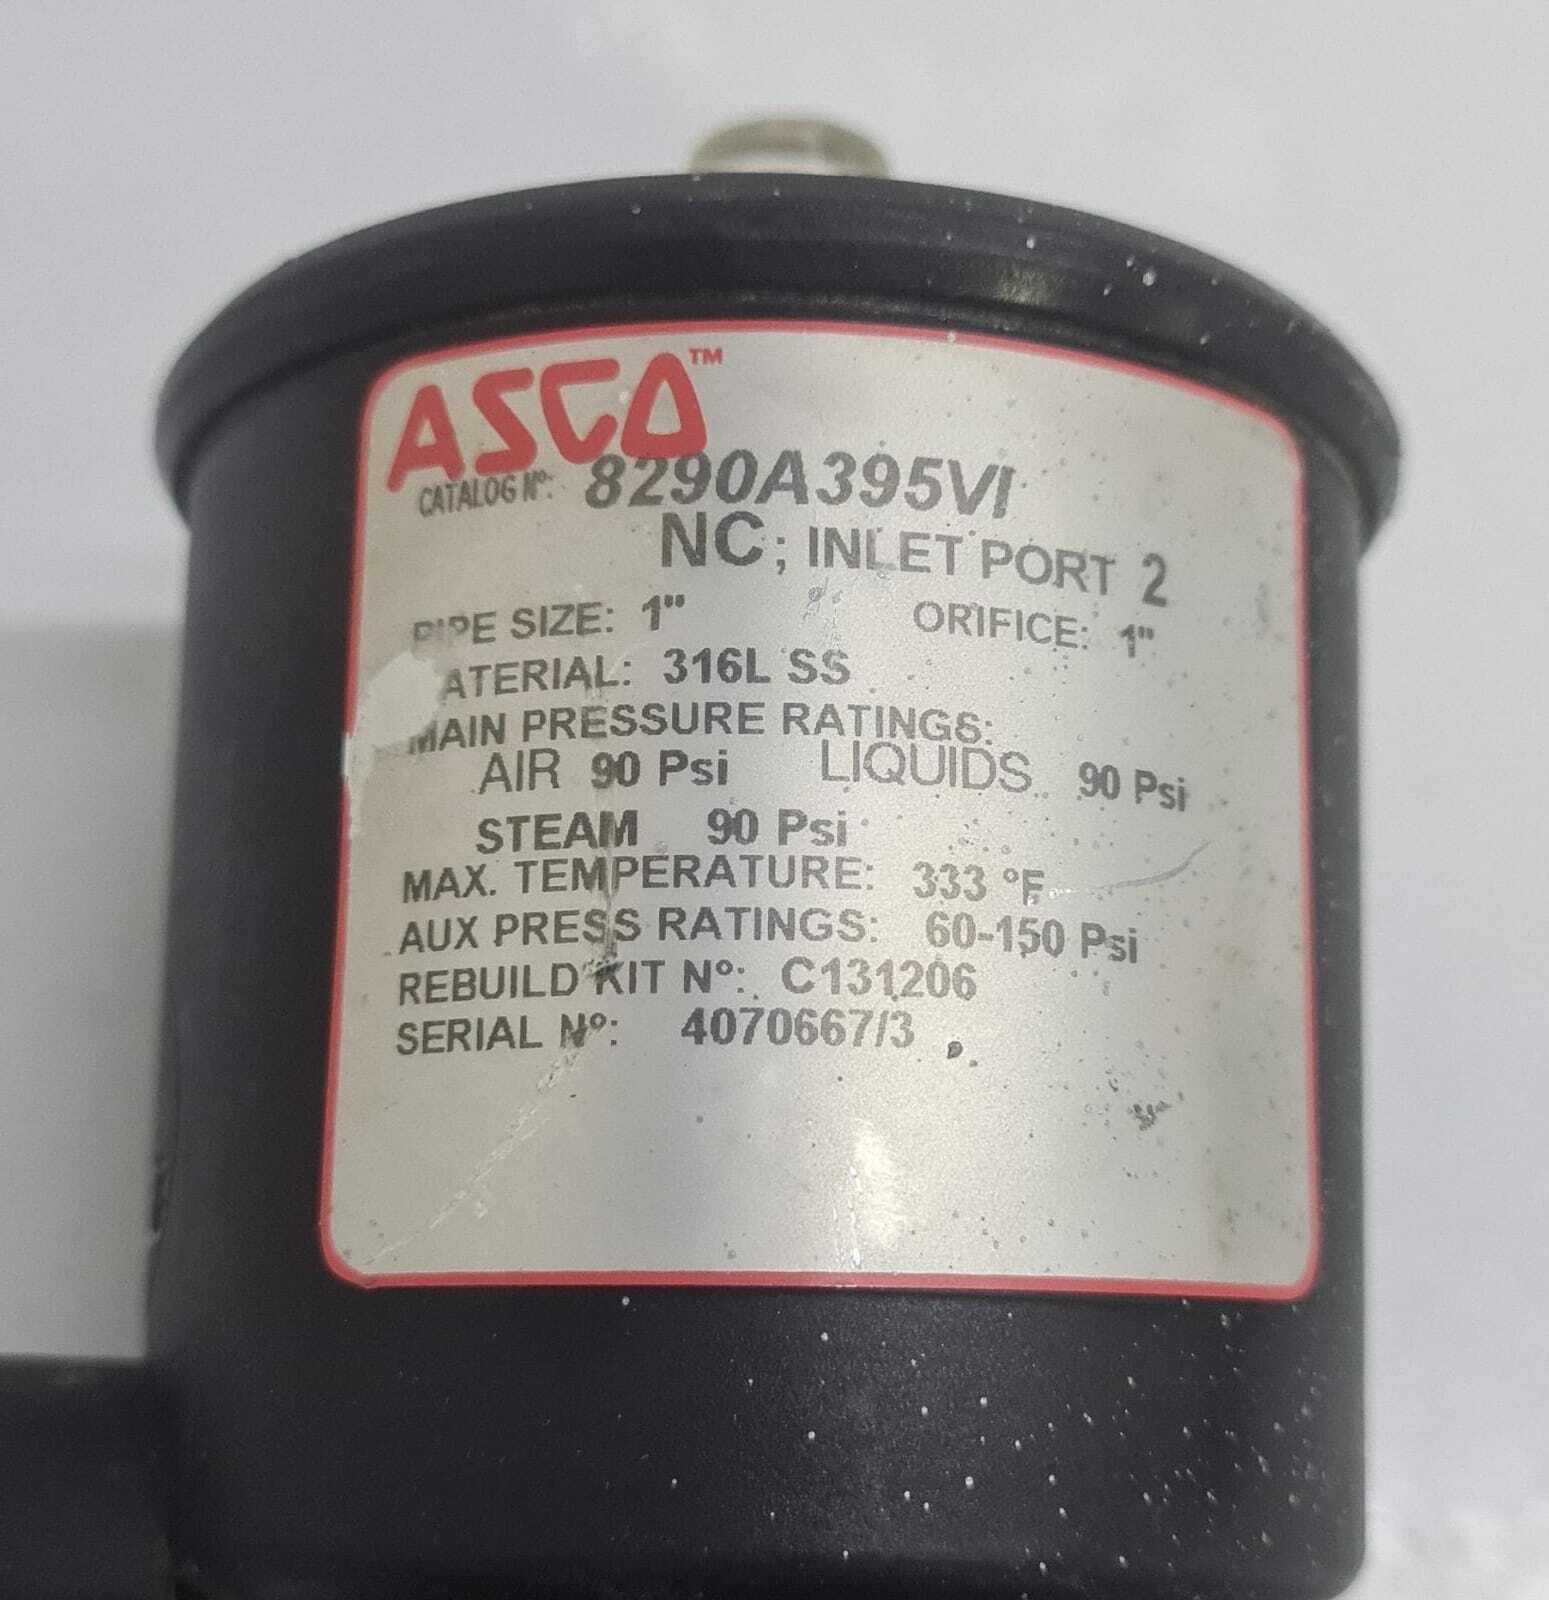 ASCO™
CATALOG Nº: 8290A395VI
NC; INLET PORT 2
PIPE SIZE: 1" ORIFICE: 1"
ATERIAL: 316L SS
MAIN PRESSURE RATINGS:
AIR 90 Psi LIQUIDS 90 Psi
STEAM 90 Psi
MAX. TEMPERATURE: 333 °F
AUX PRESS RATINGS: 60-150 Psi
REBUILD KIT Nº: C131206
SERIAL Nº: 4070667/3